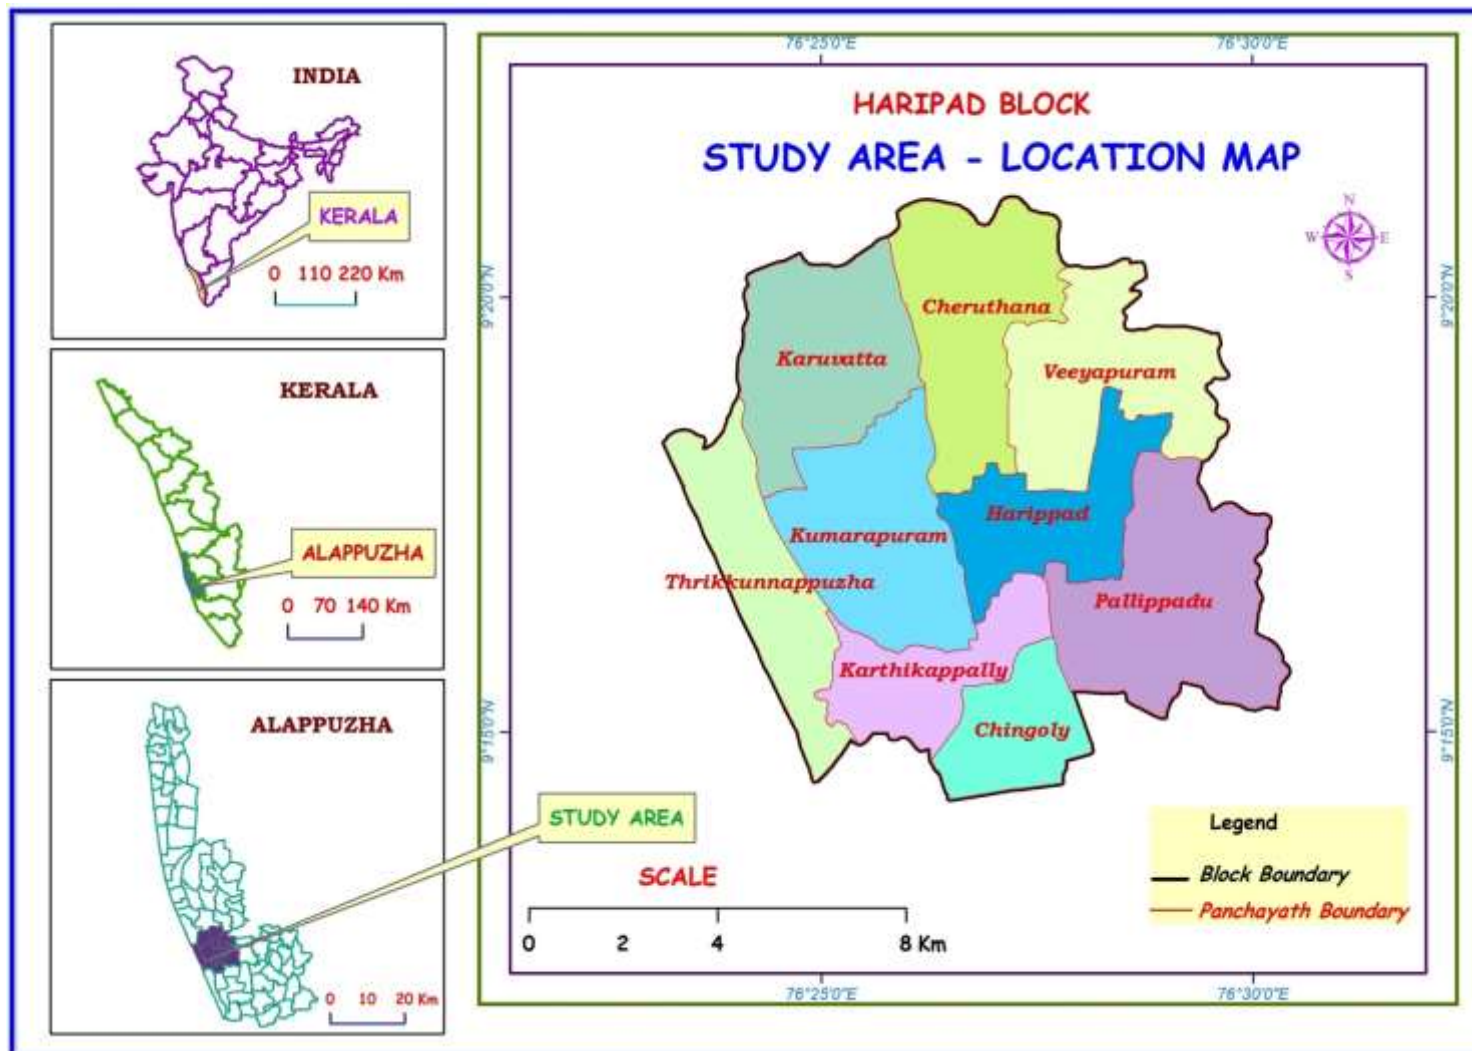 INDIA
KERALA
0 110 220 Km
KERALA
ALAPPUZHA
0 70 140 Km
ALAPPUZHA
STUDY AREA
0 10 20 Km
76°25'0"E 76°30'0"E
HARIPAD BLOCK
STUDY AREA - LOCATION MAP
N
W E
S
9°20'0"N 9°20'0"N
Cheruthana
Karuvatta
Veeyapuram
Harippad
Kumarapuram
Thrikkunnappuzha
Pallippadu
Karthikappally
Chingoly
9°15'0"N 9°15'0"N
Legend
Block Boundary
Panchayath Boundary
SCALE
0 2 4 8 Km
76°25'0"E 76°30'0"E